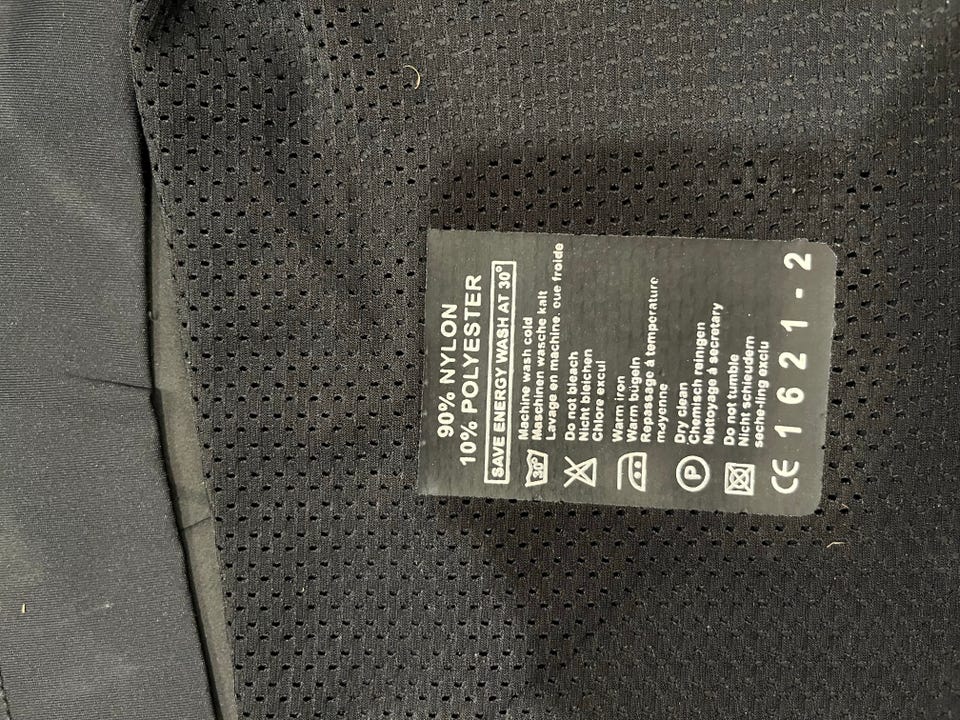 90% NYLON
10% POLYESTER
SAVE ENERGY WASH AT 30°
30°
Machine wash cold
Maschinen wasche kalt
Lavage en machine. eue froide
Do not bleach
Nicht bleichen
Chlore excul
Warm iron
Warm bügeln
Repassage à temperature
moyenne
P
Dry clean
Chemisch reinigen
Nettoyage à secretary
Do not tumble
Nicht schleudern
seche-ling exclu
CE 1621-2